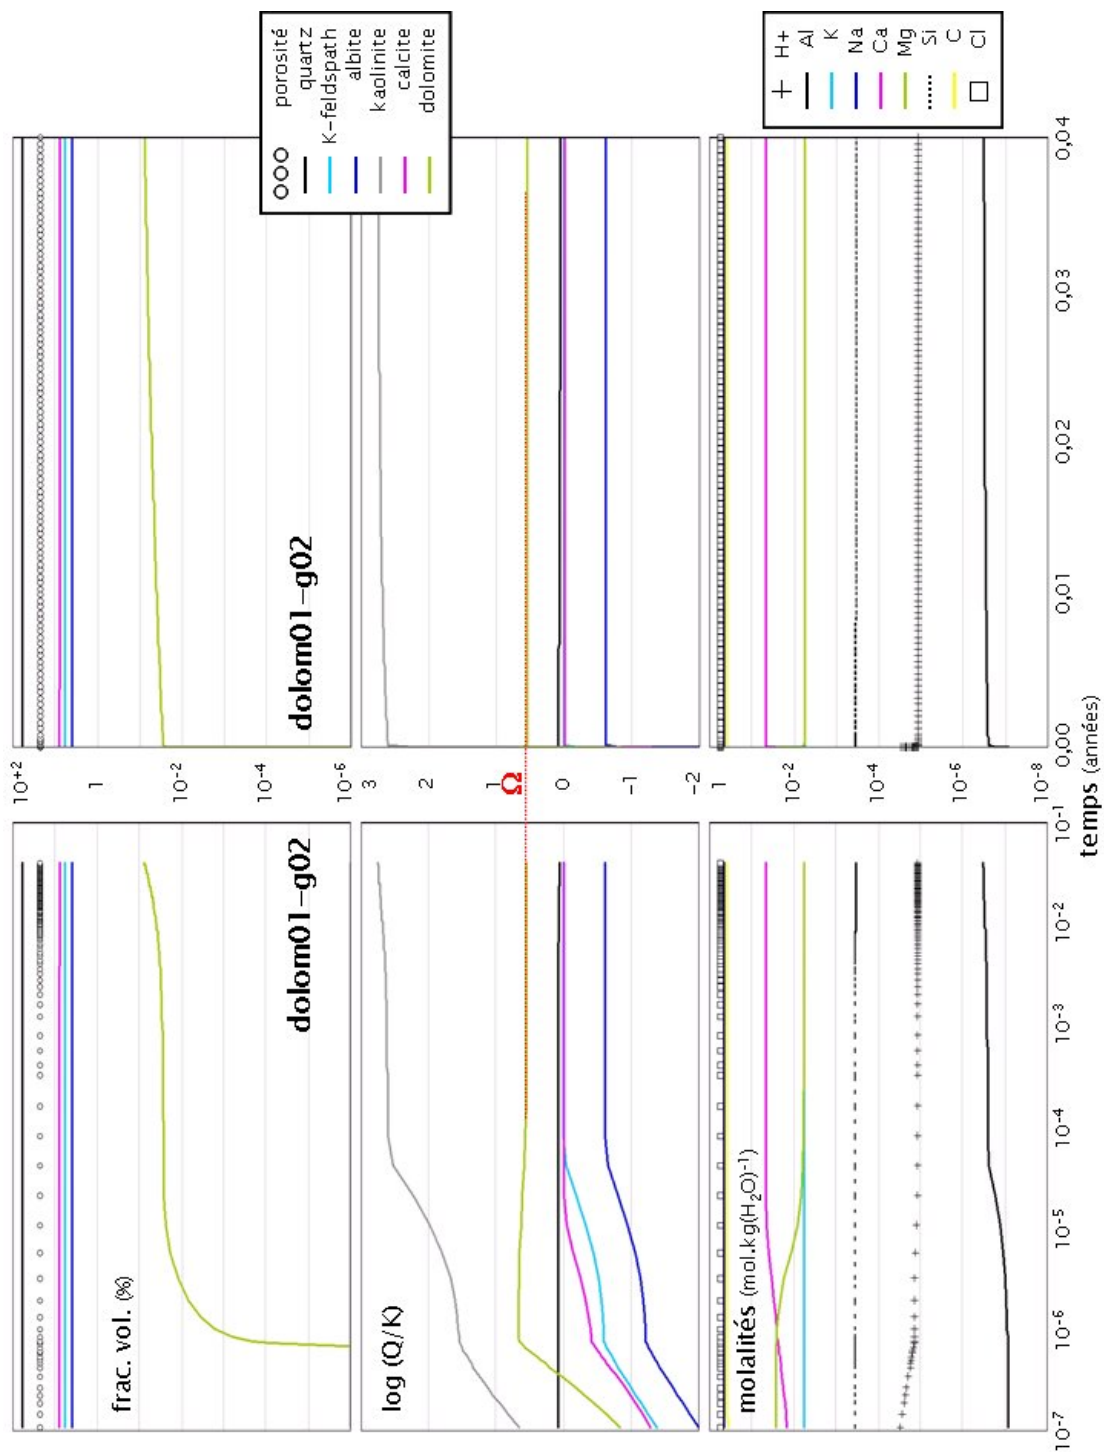 frac. vol. (%)
dolom01-g02
dolom01-g02
10+2
1
10-2
10-4
10-6
porosité
quartz
K-feldspath
albite
kaolinite
calcite
dolomite
log (Q/K)
3
2
1
Ω
0
-1
-2
molalités (mol.kg(H2O)-1)
1
10-2
10-4
10-6
10-8
H+
Al
K
Na
Ca
Mg
Si
C
Cl
10-7
10-6
10-5
10-4
10-3
10-2
10-1
0,00
0,01
0,02
0,03
0,04
temps (années)